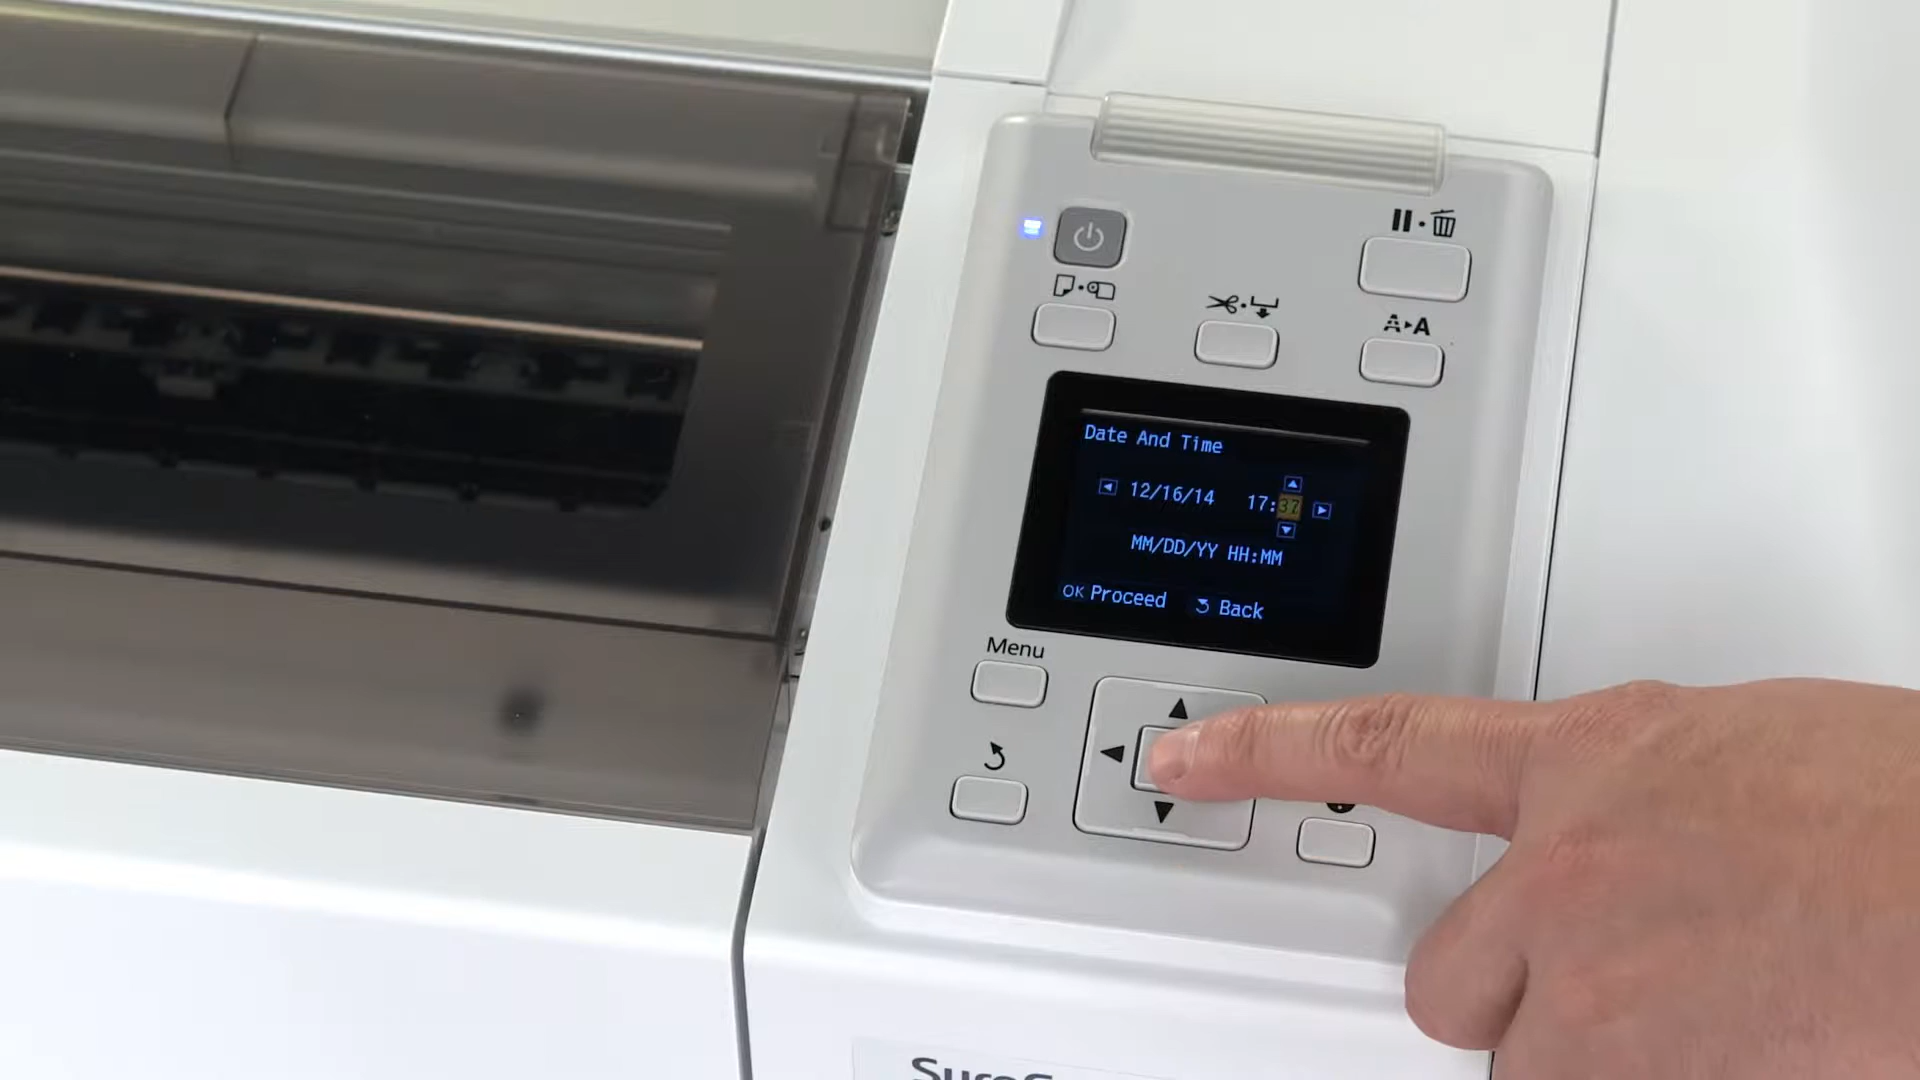 A▸A
Date And Time
12/16/14 17:37
MM/DD/YY HH:MM
OK Proceed Back
Menu